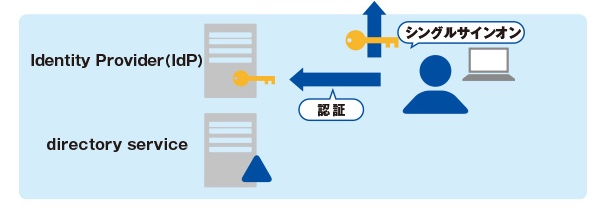 シングルサインオン
Identity Provider(IdP)
認証
directory service